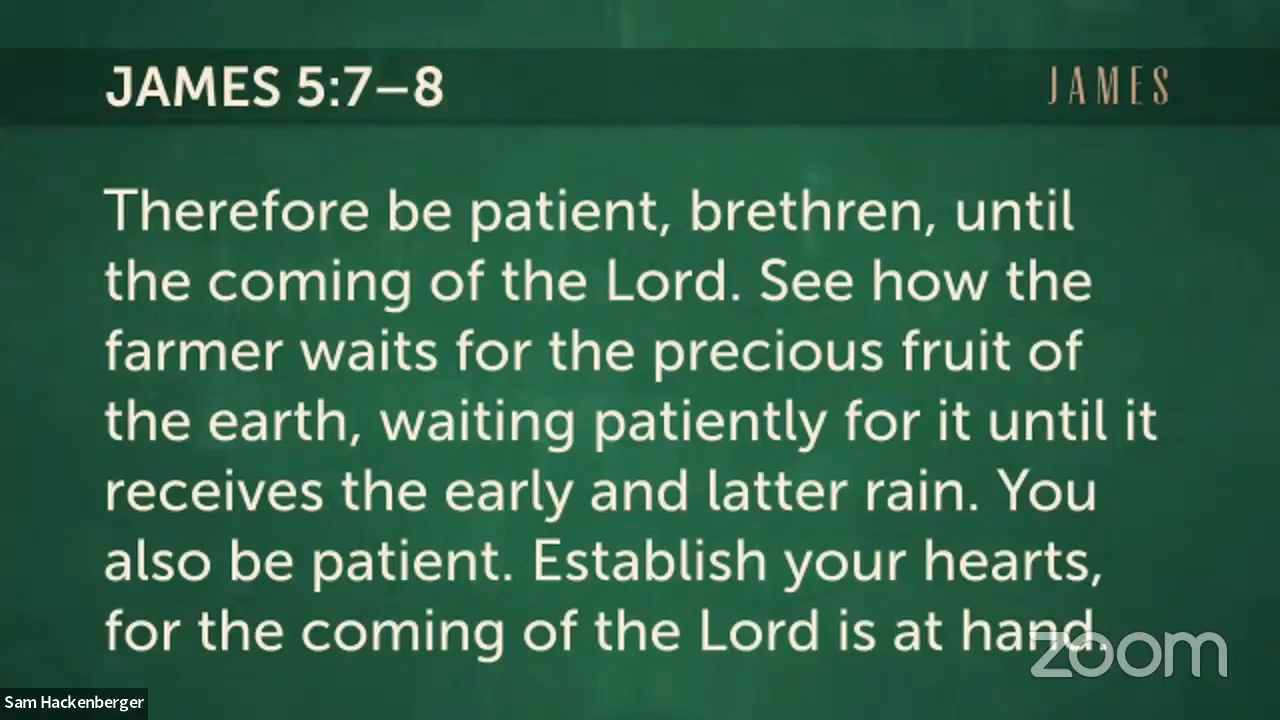 JAMES 5:7–8
JAMES
Therefore be patient, brethren, until
the coming of the Lord. See how the
farmer waits for the precious fruit of
the earth, waiting patiently for it until it
receives the early and latter rain. You
also be patient. Establish your hearts,
for the coming of the Lord is at hand.
zoom
Sam Hackenberger